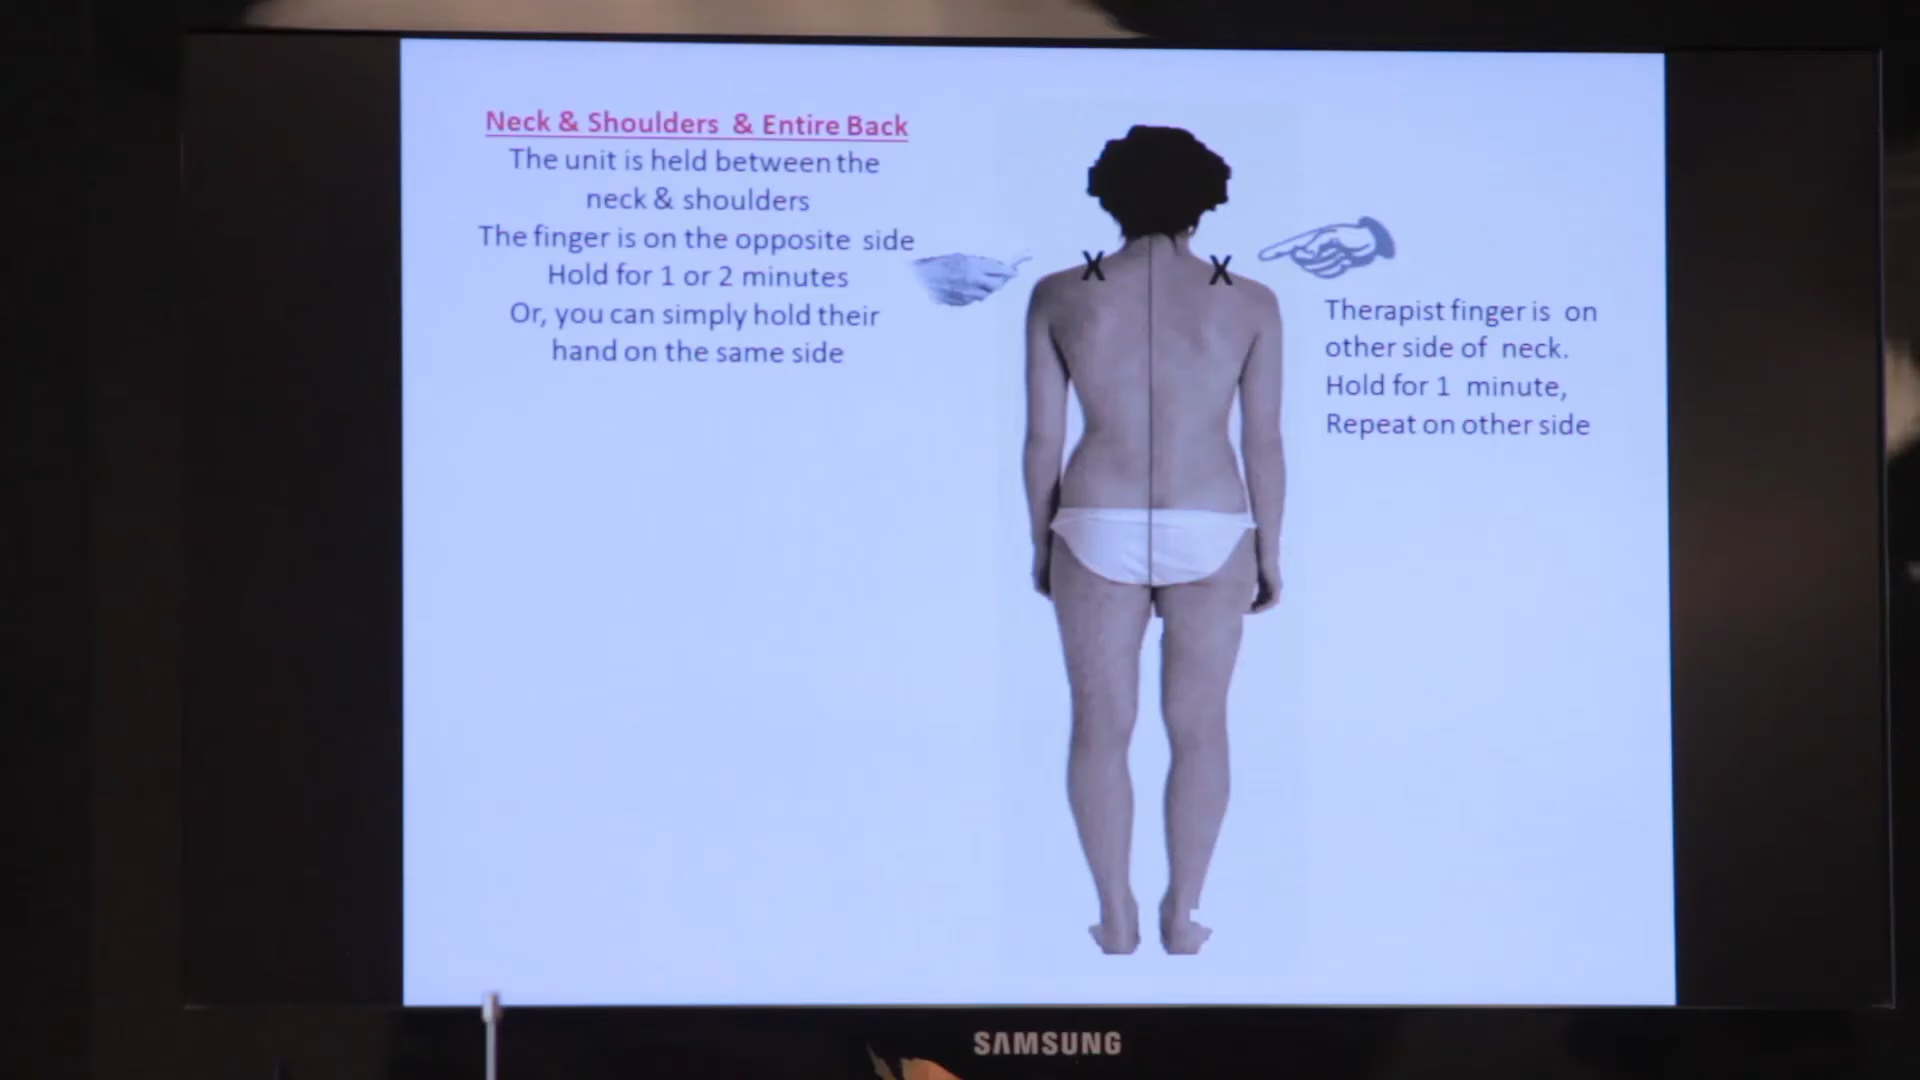 Neck & Shoulders & Entire Back
The unit is held between the
neck & shoulders
The finger is on the opposite side
Hold for 1 or 2 minutes
Or, you can simply hold their
hand on the same side
X
X
Therapist finger is on
other side of neck.
Hold for 1 minute,
Repeat on other side
SAMSUNG